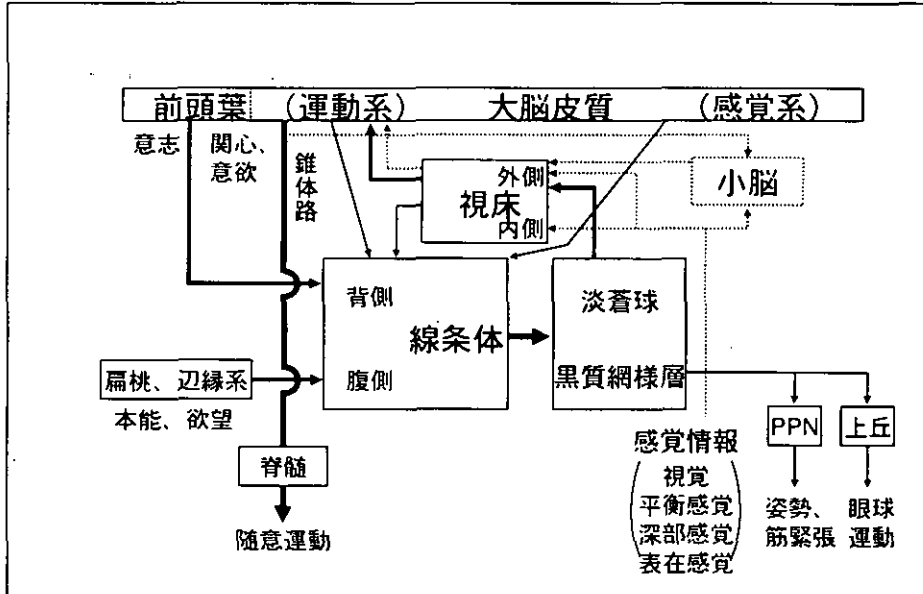 前頭葉 (運動系) 大脳皮質 (感覚系)
意志
関心、
意欲
錐体路
外側
視床
内側
小脳
背側
線条体
腹側
淡蒼球
黒質網様層
扁桃、辺縁系
本能、欲望
脊髄
随意運動
感覚情報
視覚
平衡感覚
深部感覚
表在感覚
PPN
上丘
姿勢、
筋緊張
眼球
運動